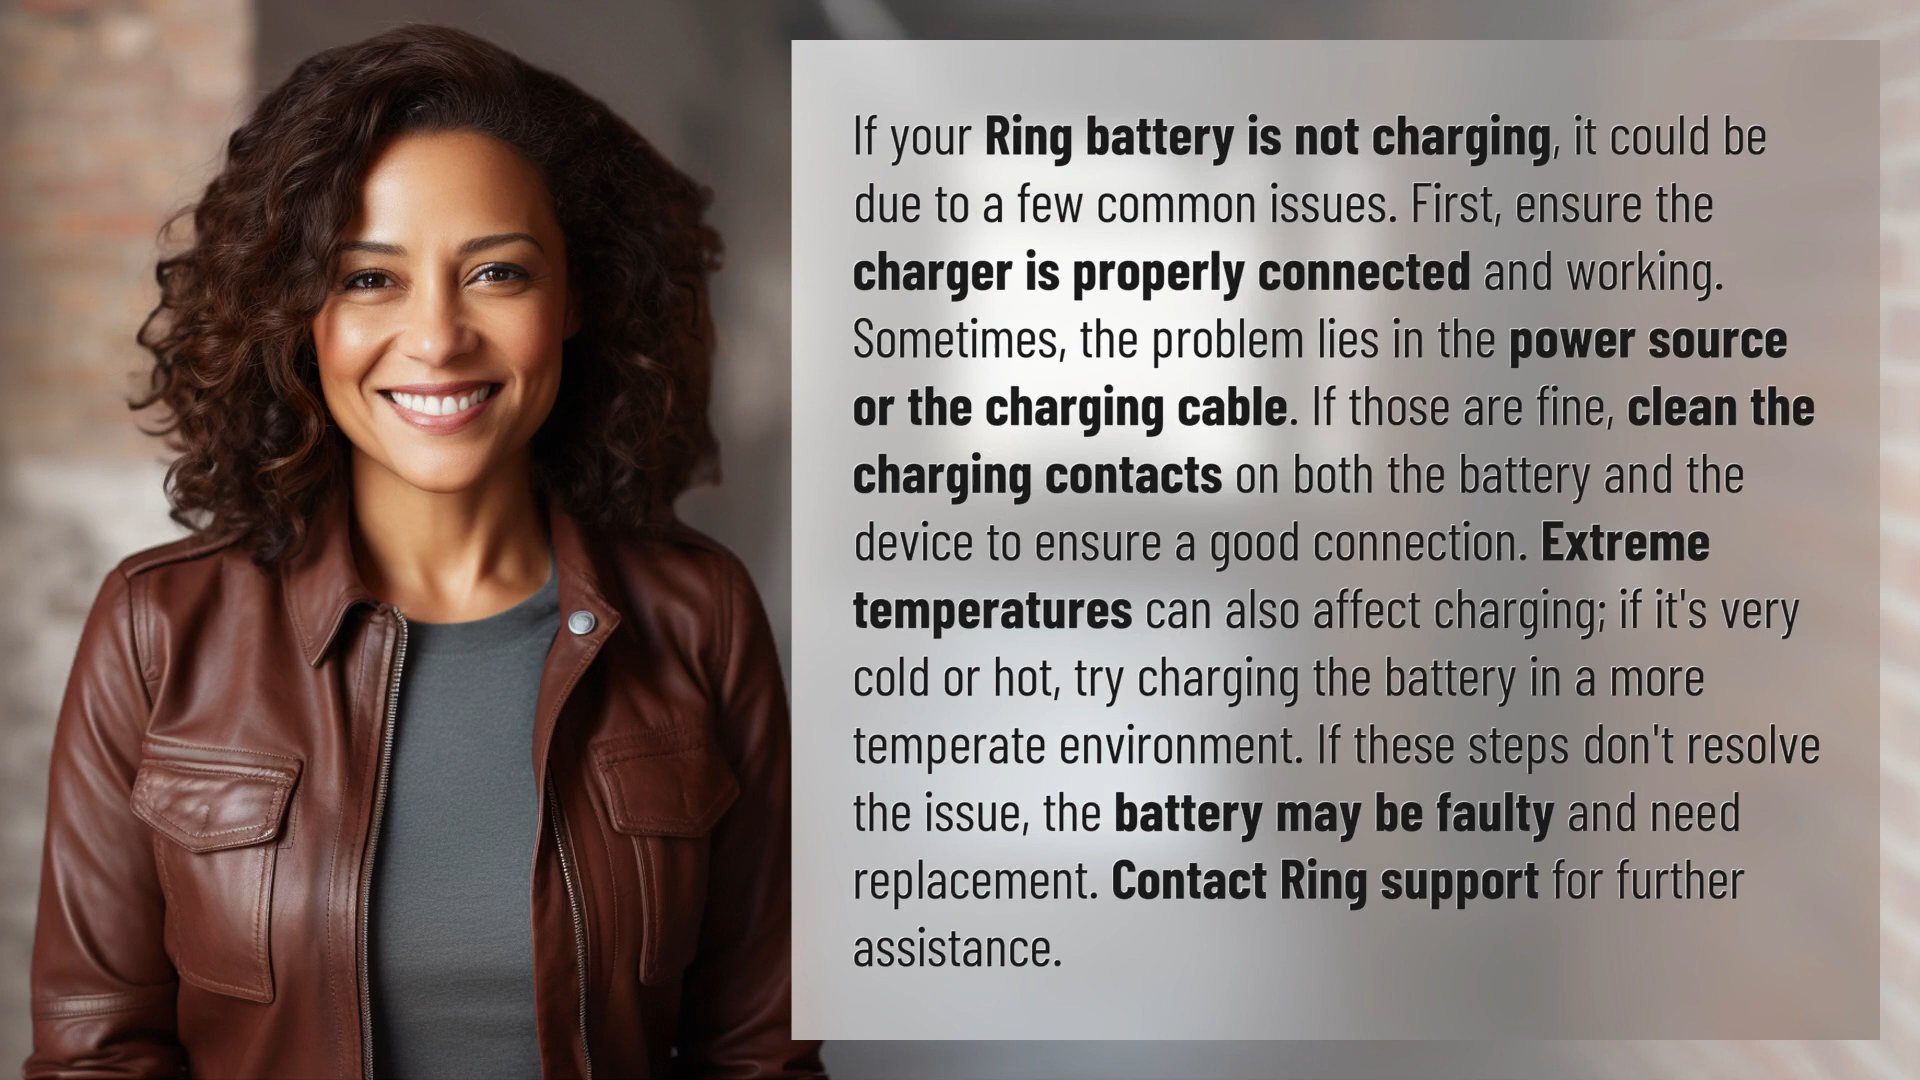 If your Ring battery is not charging, it could be
due to a few common issues. First, ensure the
charger is properly connected and working.
Sometimes, the problem lies in the power source
or the charging cable. If those are fine, clean the
charging contacts on both the battery and the
device to ensure a good connection. Extreme
temperatures can also affect charging; if it's very
cold or hot, try charging the battery in a more
temperate environment. If these steps don't resolve
the issue, the battery may be faulty and need
replacement. Contact Ring support for further
assistance.